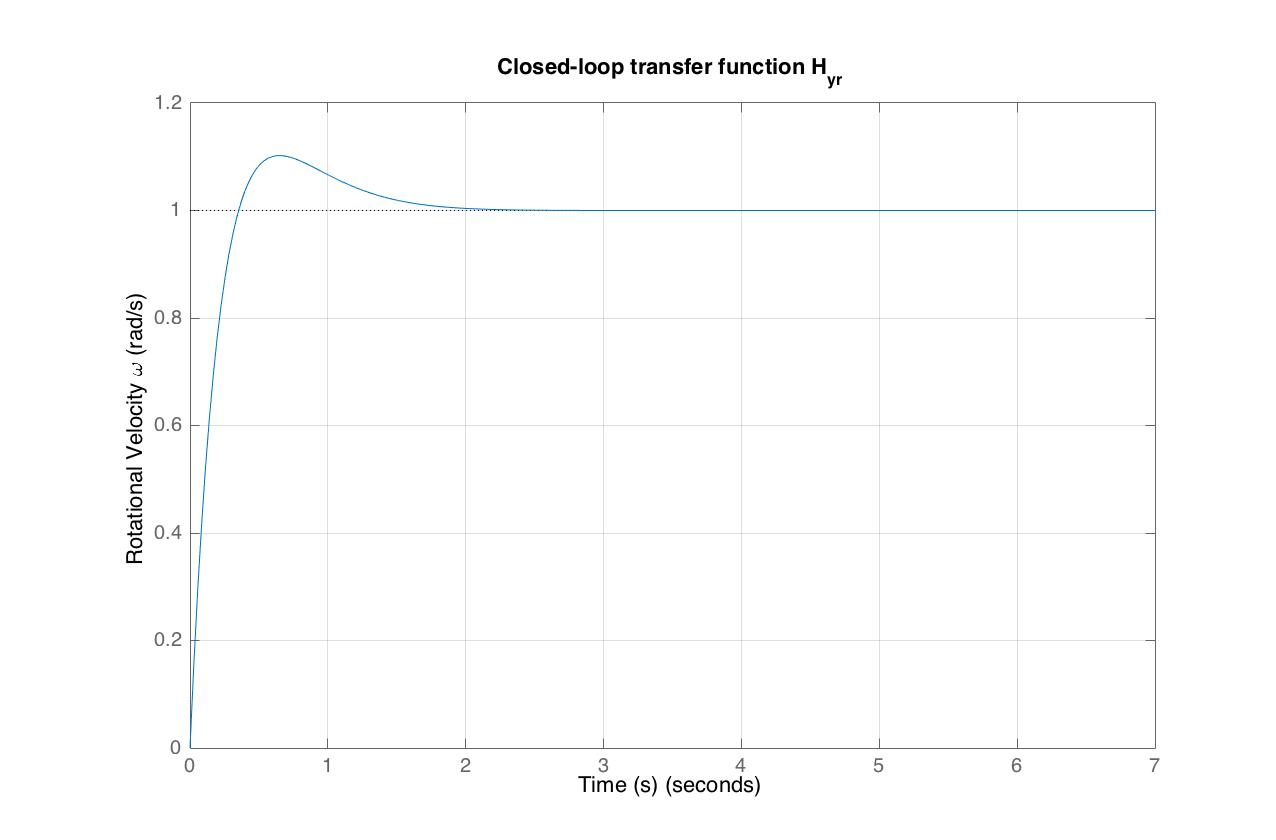 Closed-loop transfer function H_yr
1.2
1
0.8
0.6
0.4
0.2
0
Rotational Velocity ω (rad/s)
0 1 2 3 4 5 6 7
Time (s) (seconds)